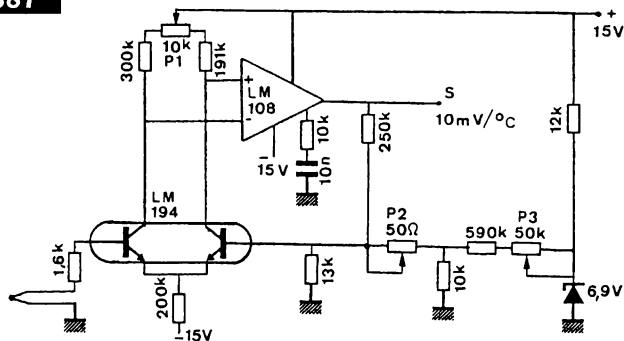 587
+
15V
10k
P1
300k
191k
+
-
LM
108
S
10mV/°C
10k
250k
12k
-
15V
10n
LM
194
P2
50Ω
P3
50k
590k
1,6k
13k
10k
6,9V
200k
-15V